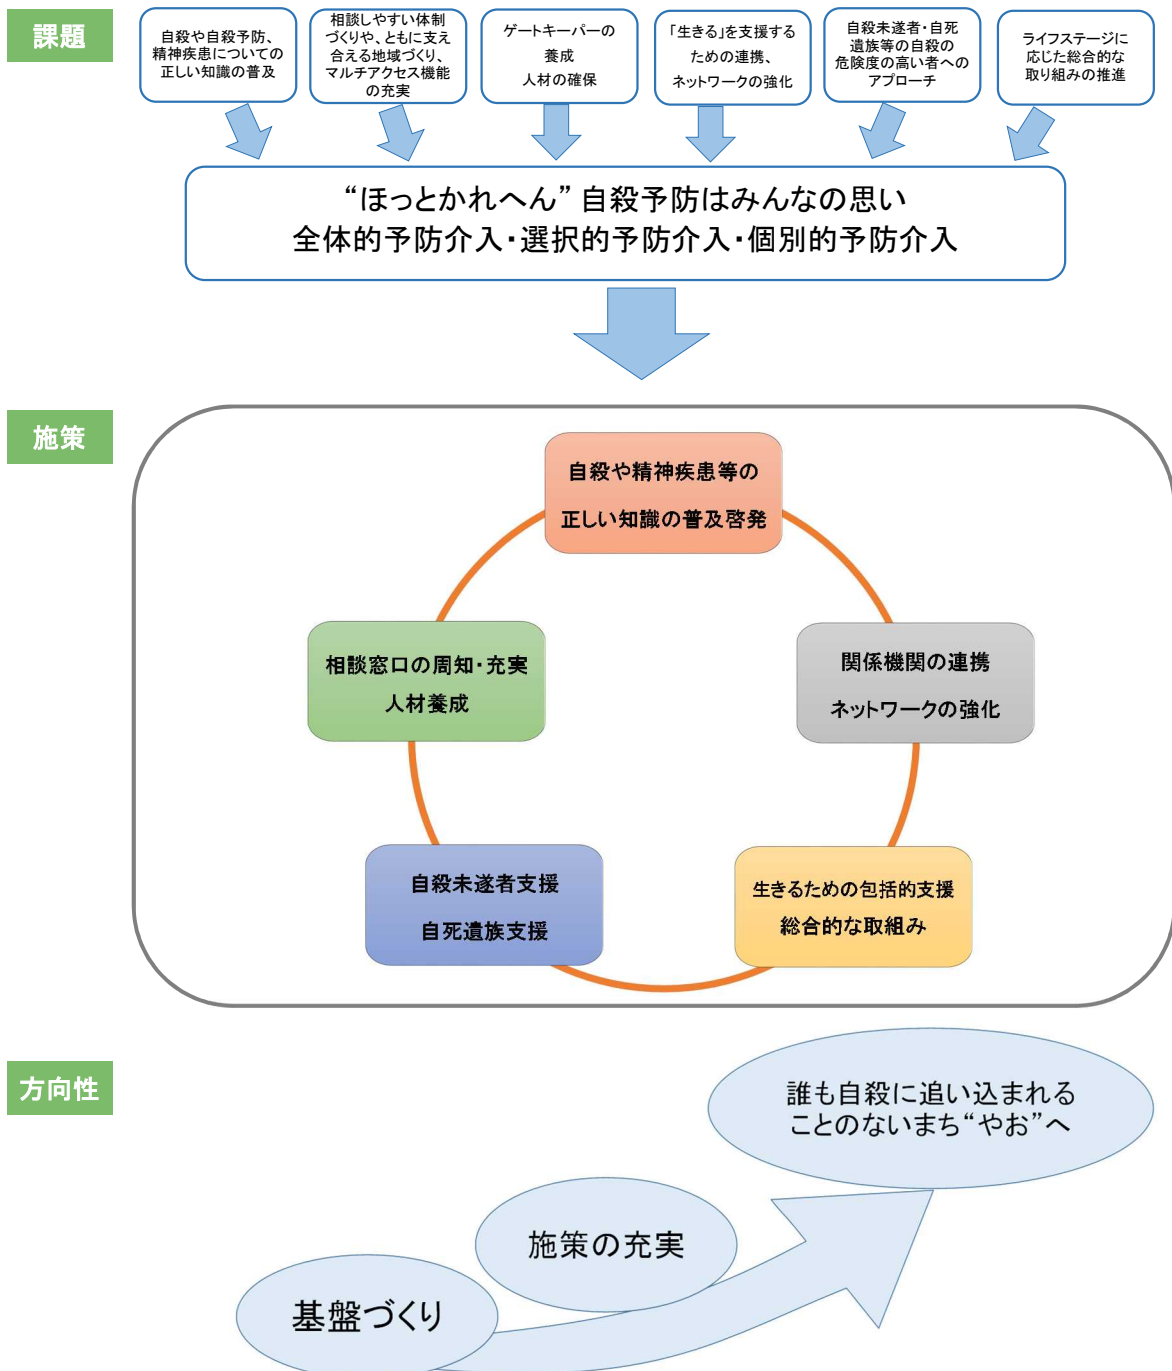 課題
自殺や自殺予防、
精神疾患についての
正しい知識の普及
相談しやすい体制
づくりや、ともに支え
合える地域づくり、
マルチアクセス機能
の充実
ゲートキーパーの
養成
人材の確保
「生きる」を支援する
ための連携、
ネットワークの強化
自殺未遂者・自死
遺族等の自殺の
危険度の高い者への
アプローチ
ライフステージに
応じた総合的な
取り組みの推進
“ほっとかれへん” 自殺予防はみんなの思い
全体的予防介入・選択的予防介入・個別的予防介入
施策
自殺や精神疾患等の
正しい知識の普及啓発
相談窓口の周知・充実
人材養成
関係機関の連携
ネットワークの強化
自殺未遂者支援
自死遺族支援
生きるための包括的支援
総合的な取組み
方向性
誰も自殺に追い込まれる
ことのないまち“やお”へ
施策の充実
基盤づくり